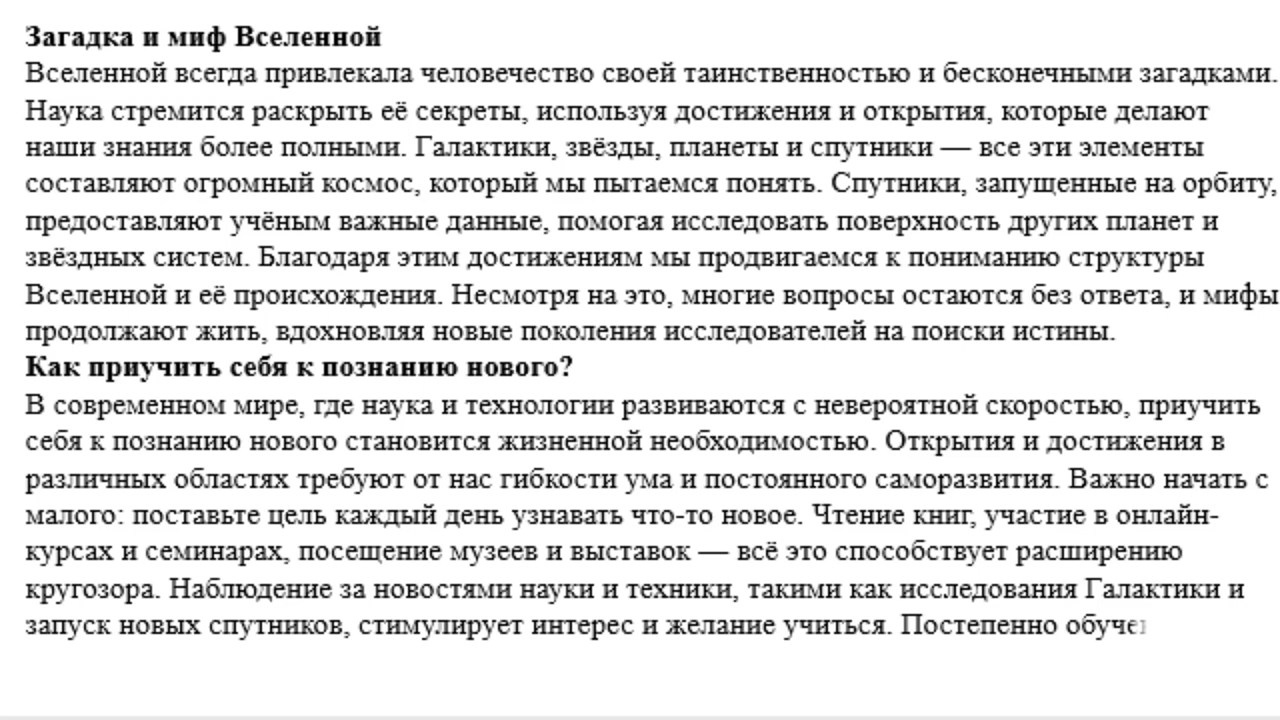 Загадка и миф Вселенной
Вселенной всегда привлекала человечество своей таинственностью и бесконечными загадками.
Наука стремится раскрыть её секреты, используя достижения и открытия, которые делают
наши знания более полными. Галактики, звёзды, планеты и спутники — все эти элементы
составляют огромный космос, который мы пытаемся понять. Спутники, запущенные на орбиту,
предоставляют учёным важные данные, помогая исследовать поверхность других планет и
звёздных систем. Благодаря этим достижениям мы продвигаемся к пониманию структуры
Вселенной и её происхождения. Несмотря на это, многие вопросы остаются без ответа, и мифы
продолжают жить, вдохновляя новые поколения исследователей на поиски истины.
Как приучить себя к познанию нового?
В современном мире, где наука и технологии развиваются с невероятной скоростью, приучить
себя к познанию нового становится жизненной необходимостью. Открытия и достижения в
различных областях требуют от нас гибкости ума и постоянного саморазвития. Важно начать с
малого: поставьте цель каждый день узнавать что-то новое. Чтение книг, участие в онлайн-
курсах и семинарах, посещение музеев и выставок — всё это способствует расширению
кругозора. Наблюдение за новостями науки и техники, такими как исследования Галактики и
запуск новых спутников, стимулирует интерес и желание учиться. Постепенно